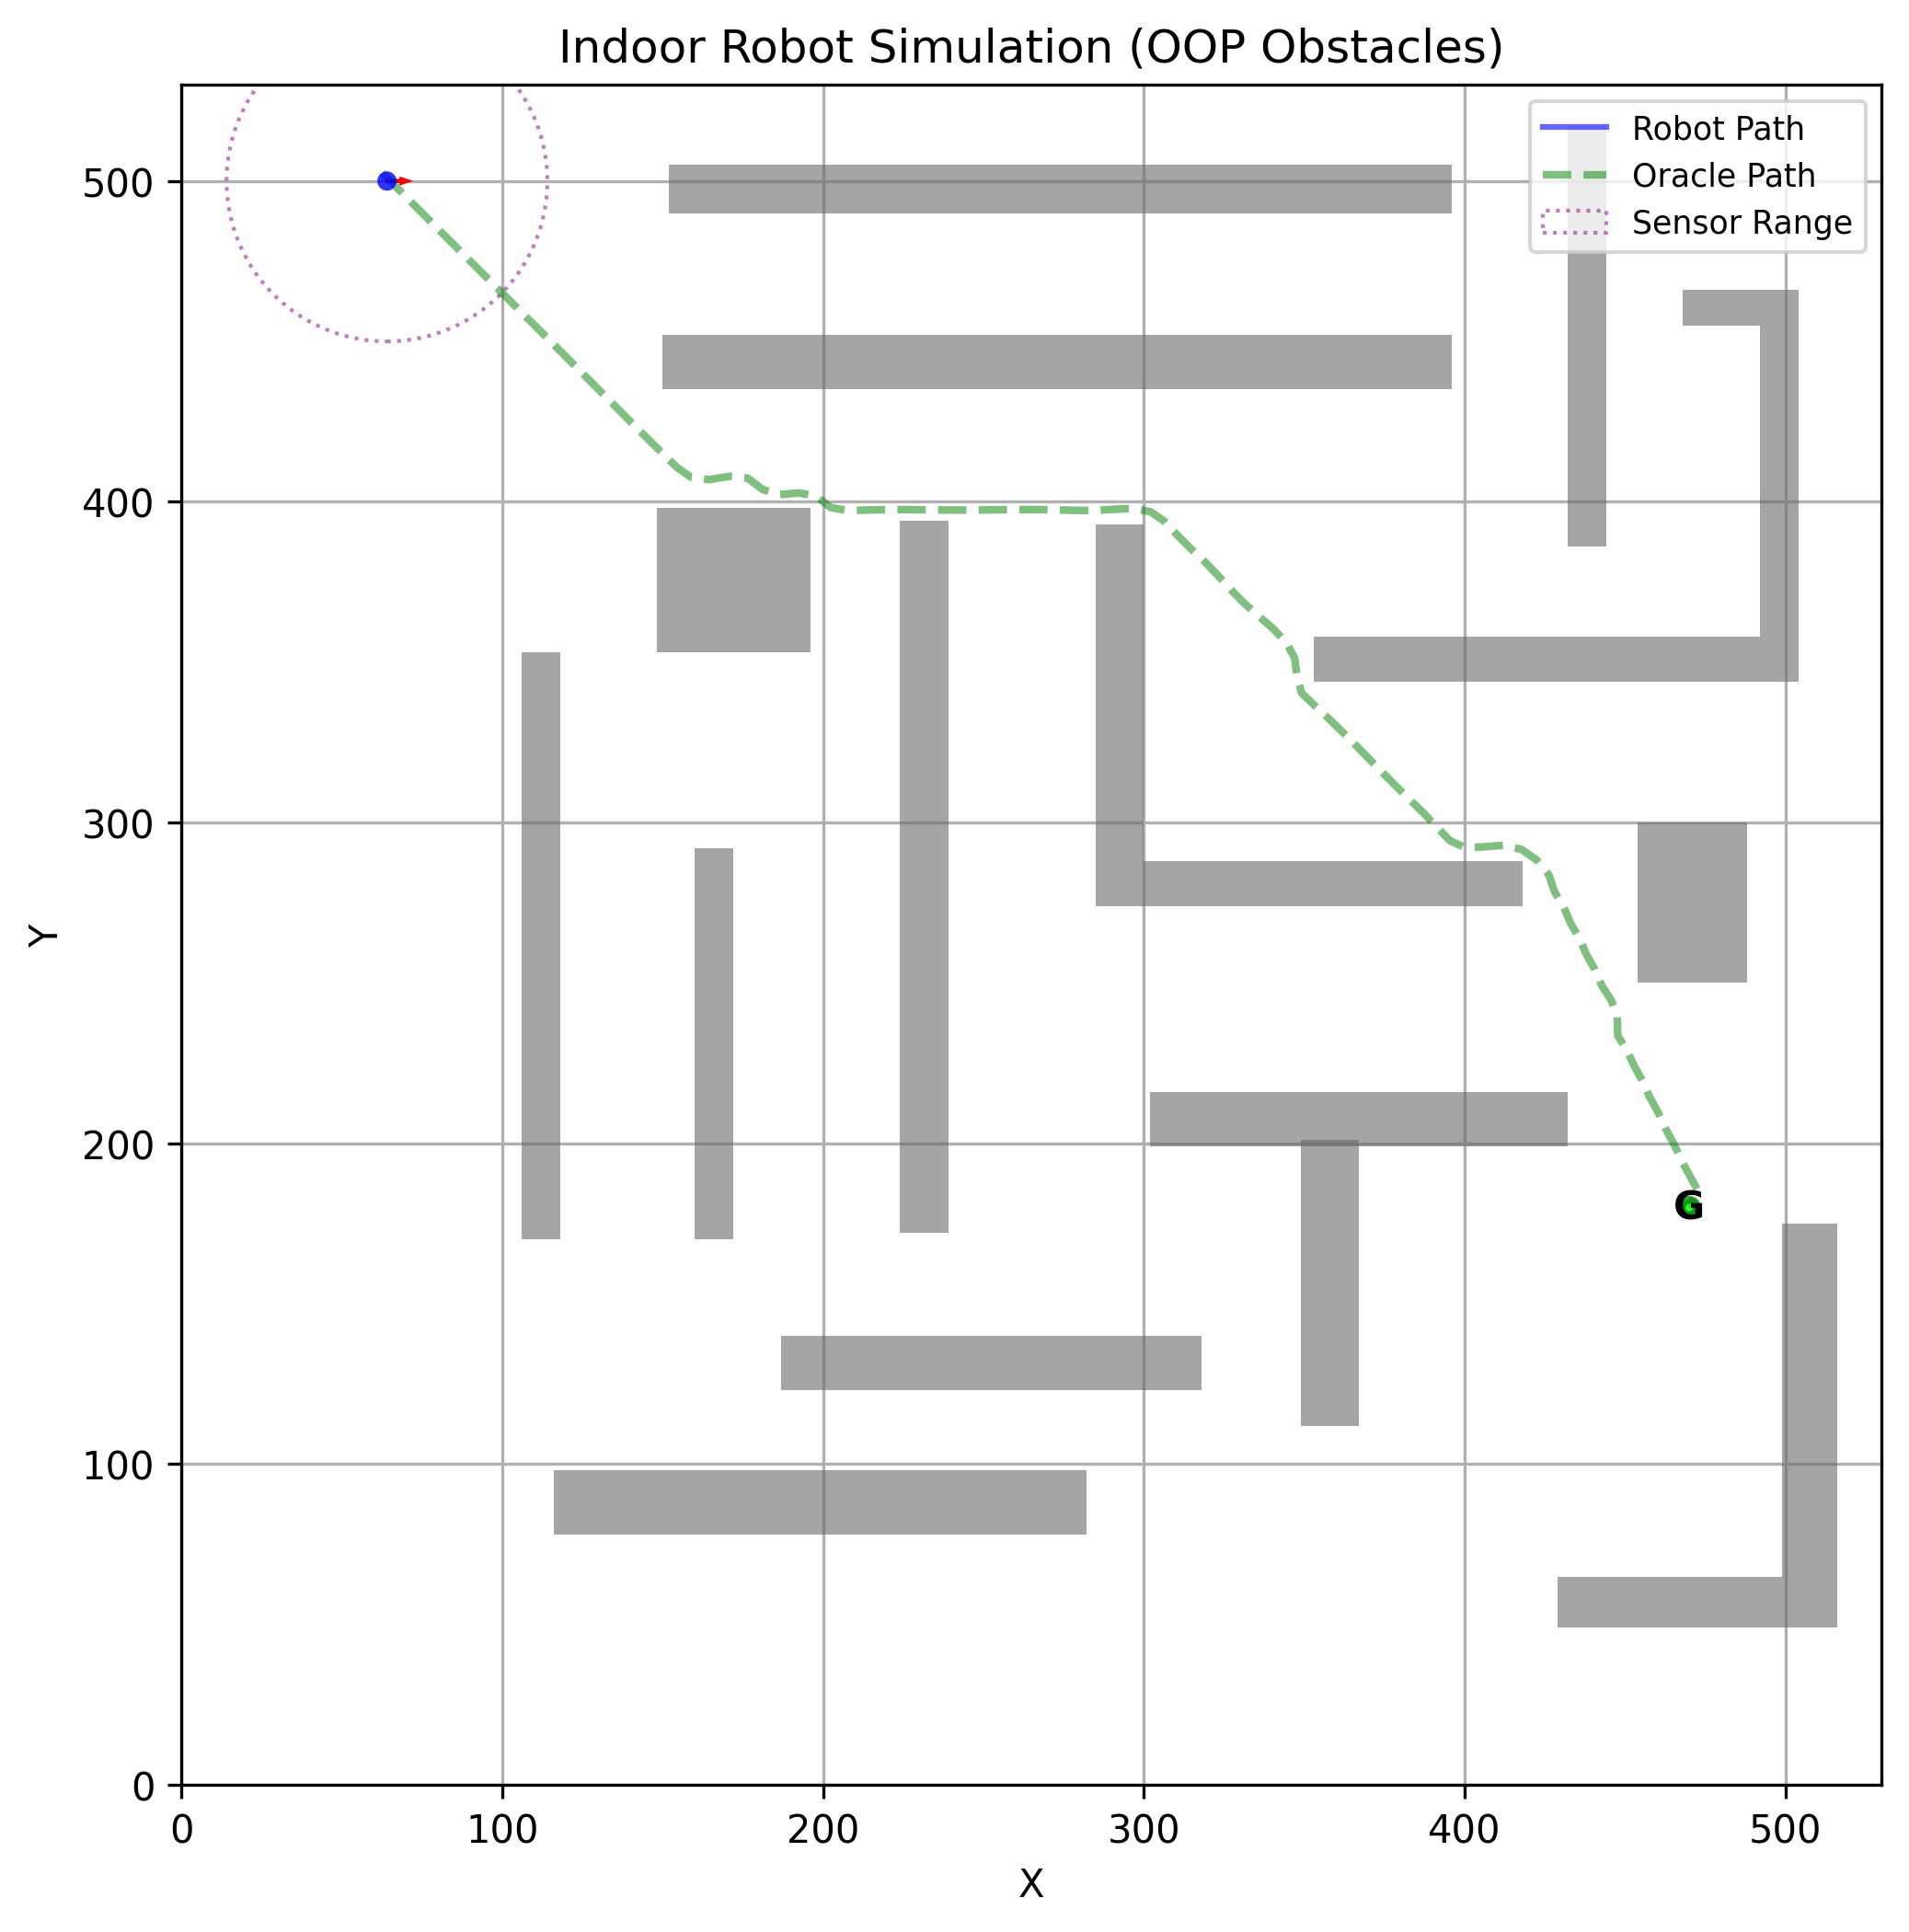 Indoor Robot Simulation (OOP Obstacles)
Robot Path
Oracle Path
Sensor Range
500
400
300
200
100
0
Y
G
0 100 200 300 400 500
X